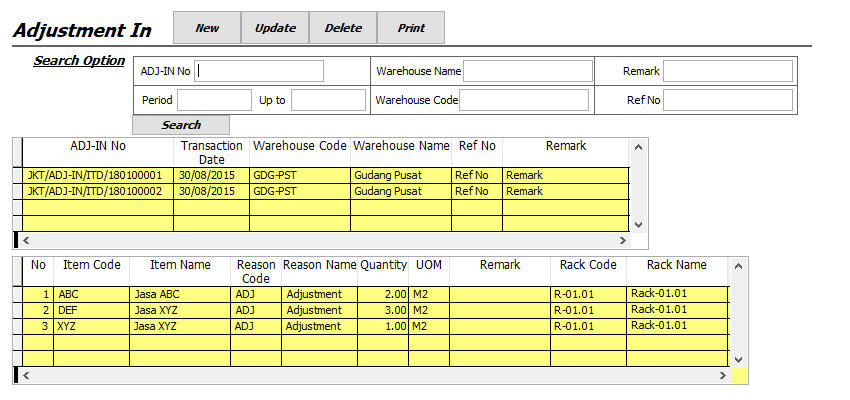 Adjustment In New Update Delete Print
Search Option
ADJ-IN No Warehouse Name Remark
Period Up to Warehouse Code Ref No
Search
ADJ-IN No Transaction Date Warehouse Code Warehouse Name Ref No Remark
JKT/ADJ-IN/ITD/180100001 30/08/2015 GDG-PST Gudang Pusat Ref No Remark
JKT/ADJ-IN/ITD/180100002 30/08/2015 GDG-PST Gudang Pusat Ref No Remark
No Item Code Item Name Reason Code Reason Name Quantity UOM Remark Rack Code Rack Name
1 ABC Jasa ABC ADJ Adjustment 2.00 M2 R-01.01 Rack-01.01
2 DEF Jasa XYZ ADJ Adjustment 3.00 M2 R-01.01 Rack-01.01
3 XYZ Jasa XYZ ADJ Adjustment 1.00 M2 R-01.01 Rack-01.01